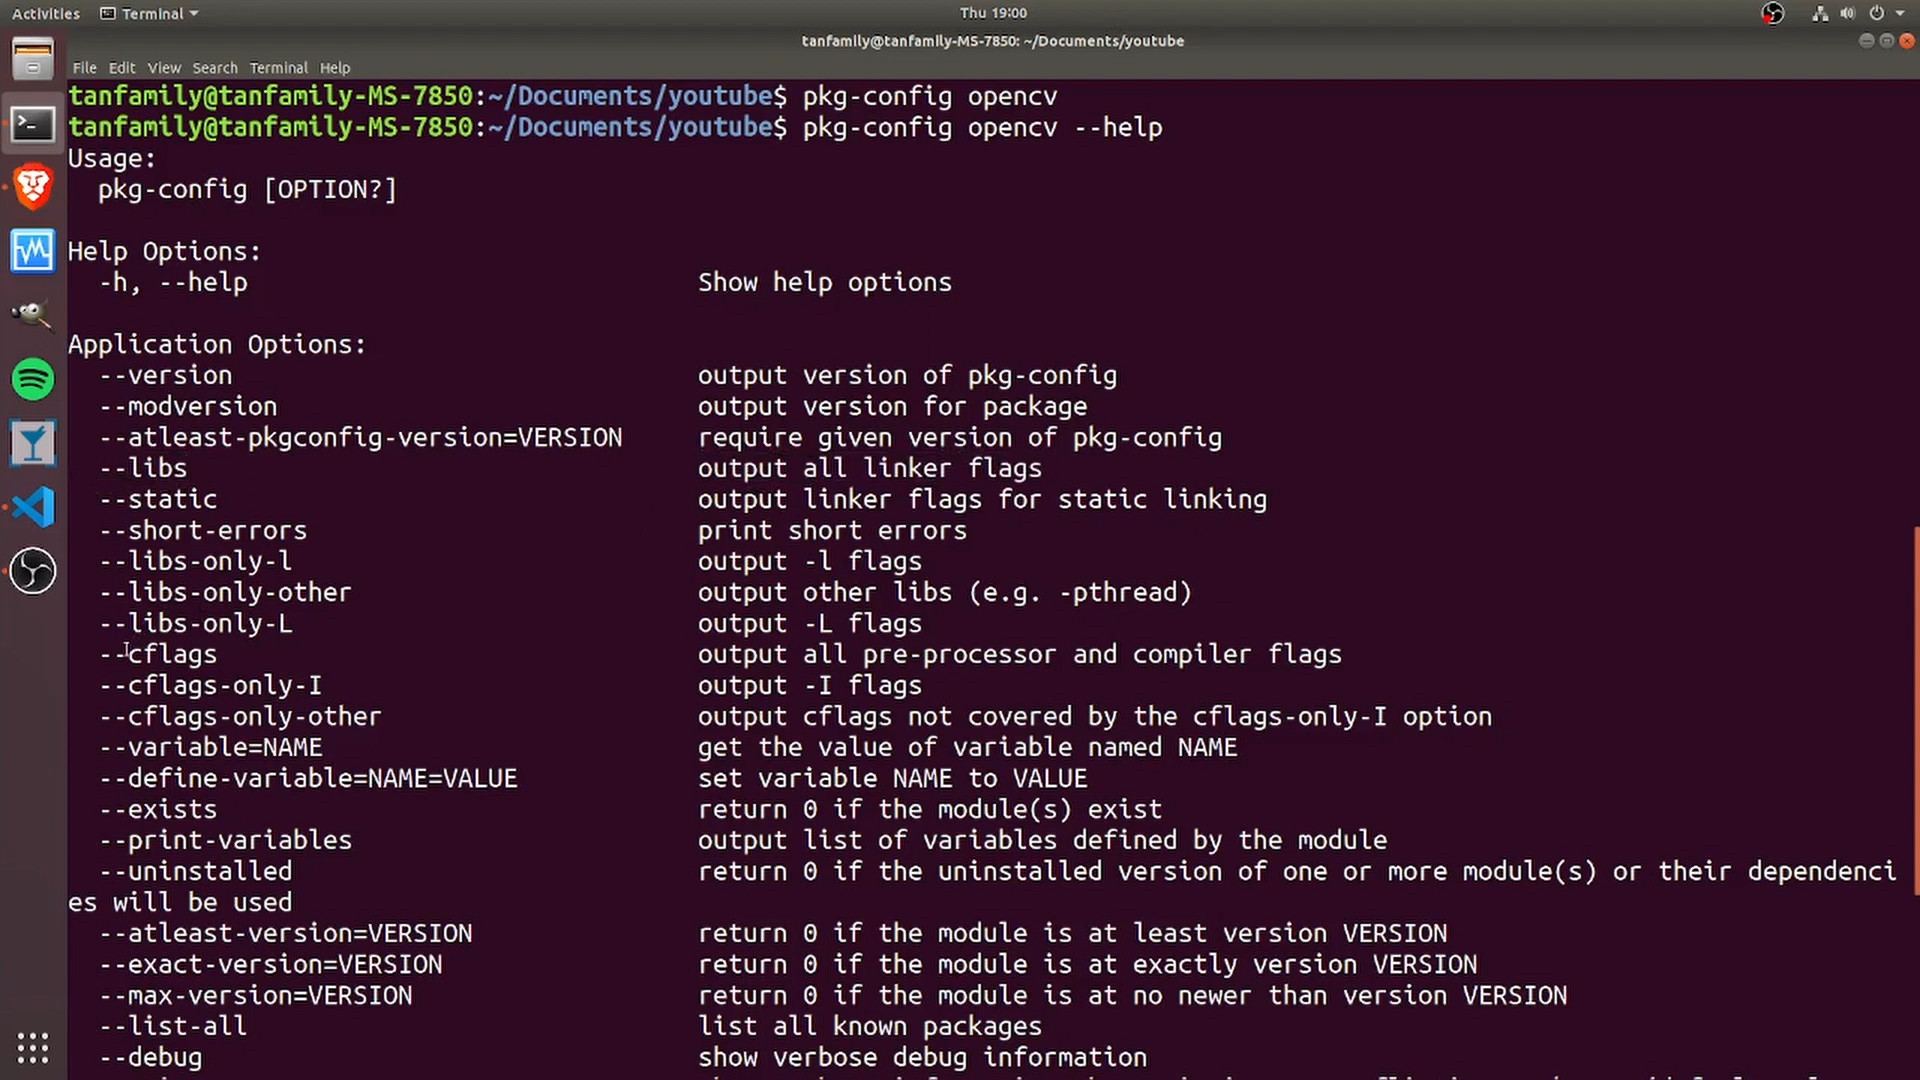 Activities Terminal Thu 19:00
tanfamily@tanfamily-MS-7850: ~/Documents/youtube
File Edit View Search Terminal Help
tanfamily@tanfamily-MS-7850:~/Documents/youtube$ pkg-config opencv
tanfamily@tanfamily-MS-7850:~/Documents/youtube$ pkg-config opencv --help
Usage:
pkg-config [OPTION?]
Help Options:
-h, --help Show help options
Application Options:
--version output version of pkg-config
--modversion output version for package
--atleast-pkgconfig-version=VERSION require given version of pkg-config
--libs output all linker flags
--static output linker flags for static linking
--short-errors print short errors
--libs-only-l output -l flags
--libs-only-other output other libs (e.g. -pthread)
--libs-only-L output -L flags
--cflags output all pre-processor and compiler flags
--cflags-only-I output -I flags
--cflags-only-other output cflags not covered by the cflags-only-I option
--variable=NAME get the value of variable named NAME
--define-variable=NAME=VALUE set variable NAME to VALUE
--exists return 0 if the module(s) exist
--print-variables output list of variables defined by the module
--uninstalled return 0 if the uninstalled version of one or more module(s) or their dependenci
es will be used
--atleast-version=VERSION return 0 if the module is at least version VERSION
--exact-version=VERSION return 0 if the module is at exactly version VERSION
--max-version=VERSION return 0 if the module is at no newer than version VERSION
--list-all list all known packages
--debug show verbose debug information